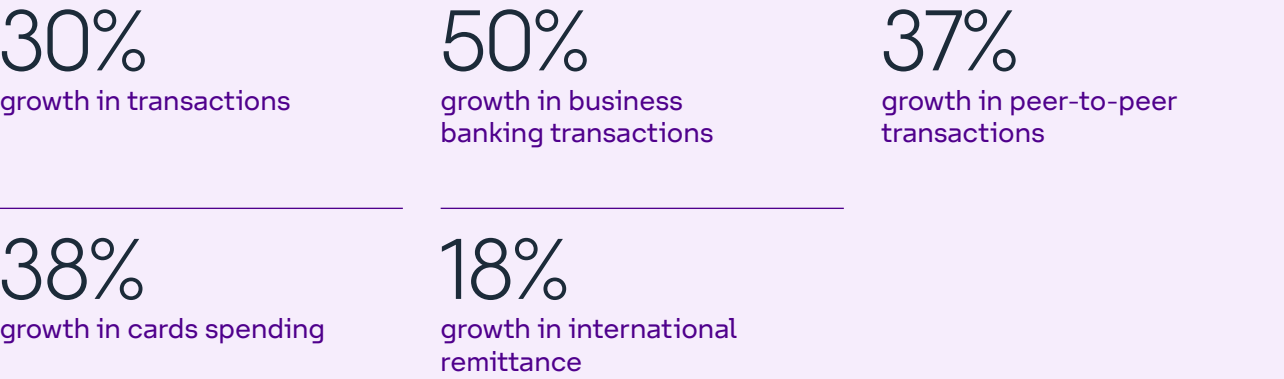 30%
growth in transactions
50%
growth in business
banking transactions
37%
growth in peer-to-peer
transactions
38%
growth in cards spending
18%
growth in international
remittance